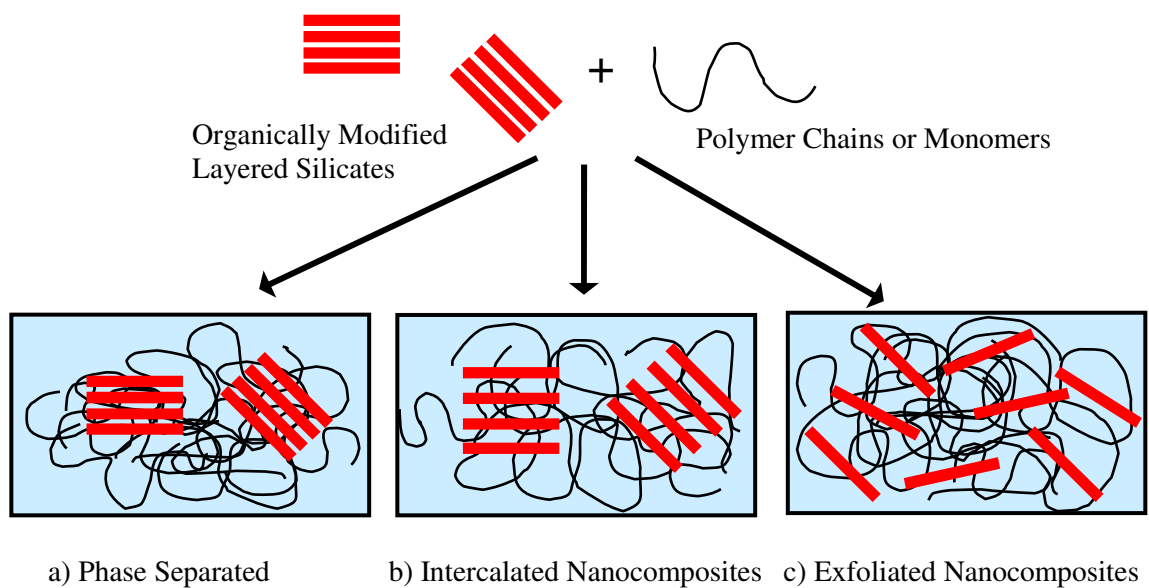 +
Organically Modified
Layered Silicates
Polymer Chains or Monomers
a) Phase Separated
b) Intercalated Nanocomposites
c) Exfoliated Nanocomposites